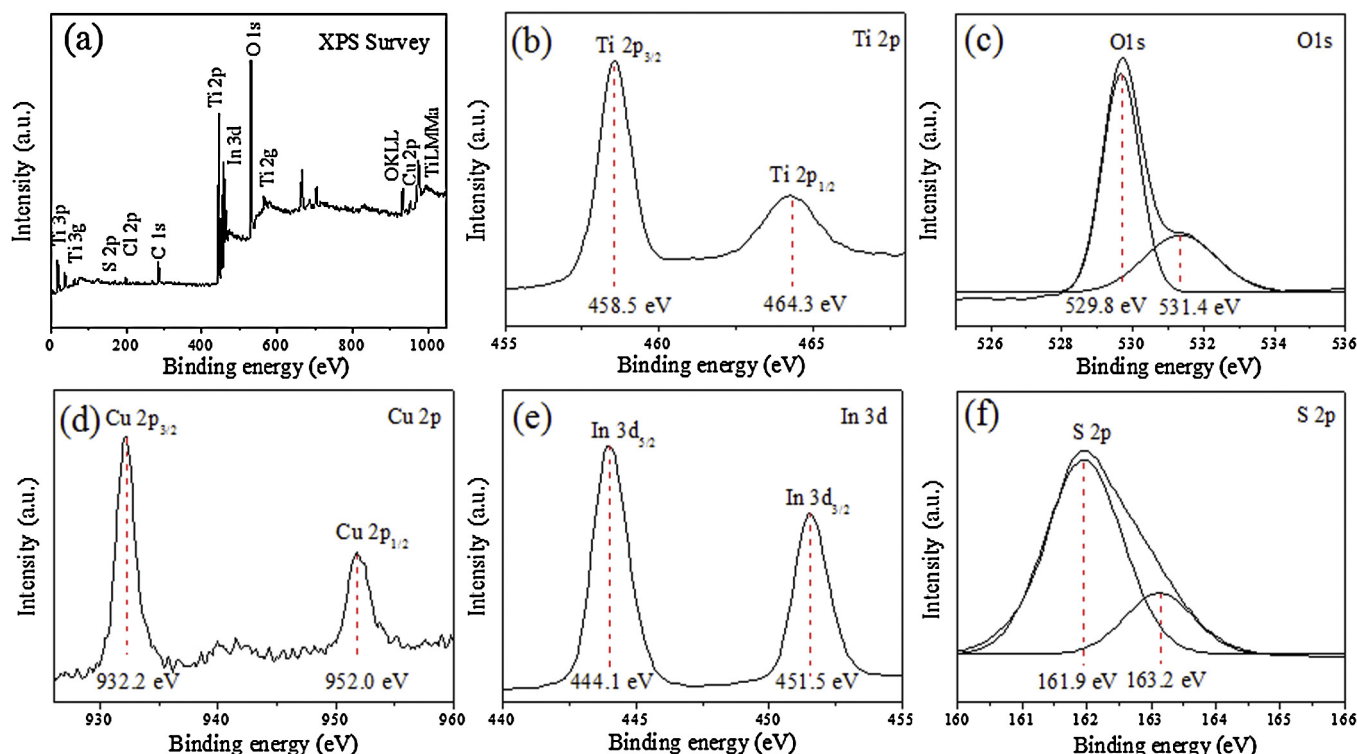 (a)
XPS Survey
O 1s
Ti 2p
In 3d
Ti 2g
OKLL
Cu 2p
TiLMMa
Ti 3p
Ti 3g
S 2p
Cl 2p
C 1s
Intensity (a.u.)
0 200 400 600 800 1000
Binding energy (eV)
(b)
Ti 2p3/2
Ti 2p
Ti 2p1/2
458.5 eV 464.3 eV
Intensity (a.u.)
455 460 465
Binding energy (eV)
(c)
O1s
O1s
529.8 eV 531.4 eV
Intensity (a.u.)
526 528 530 532 534 536
Binding energy (eV)
(d)
Cu 2p3/2
Cu 2p
Cu 2p1/2
932.2 eV 952.0 eV
Intensity (a.u.)
930 940 950 960
Binding energy (eV)
(e)
In 3d5/2
In 3d
In 3d3/2
444.1 eV 451.5 eV
Intensity (a.u.)
440 445 450 455
Binding energy (eV)
(f)
S 2p
S 2p
161.9 eV 163.2 eV
Intensity (a.u.)
160 161 162 163 164 165 166
Binding energy (eV)